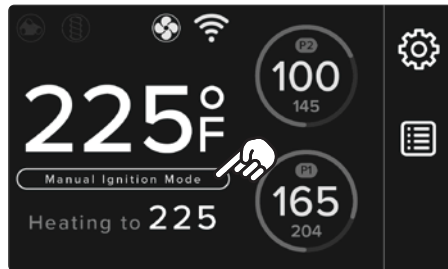 225°F
Manual Ignition Mode
Heating to 225
P2
100
145
P1
165
204